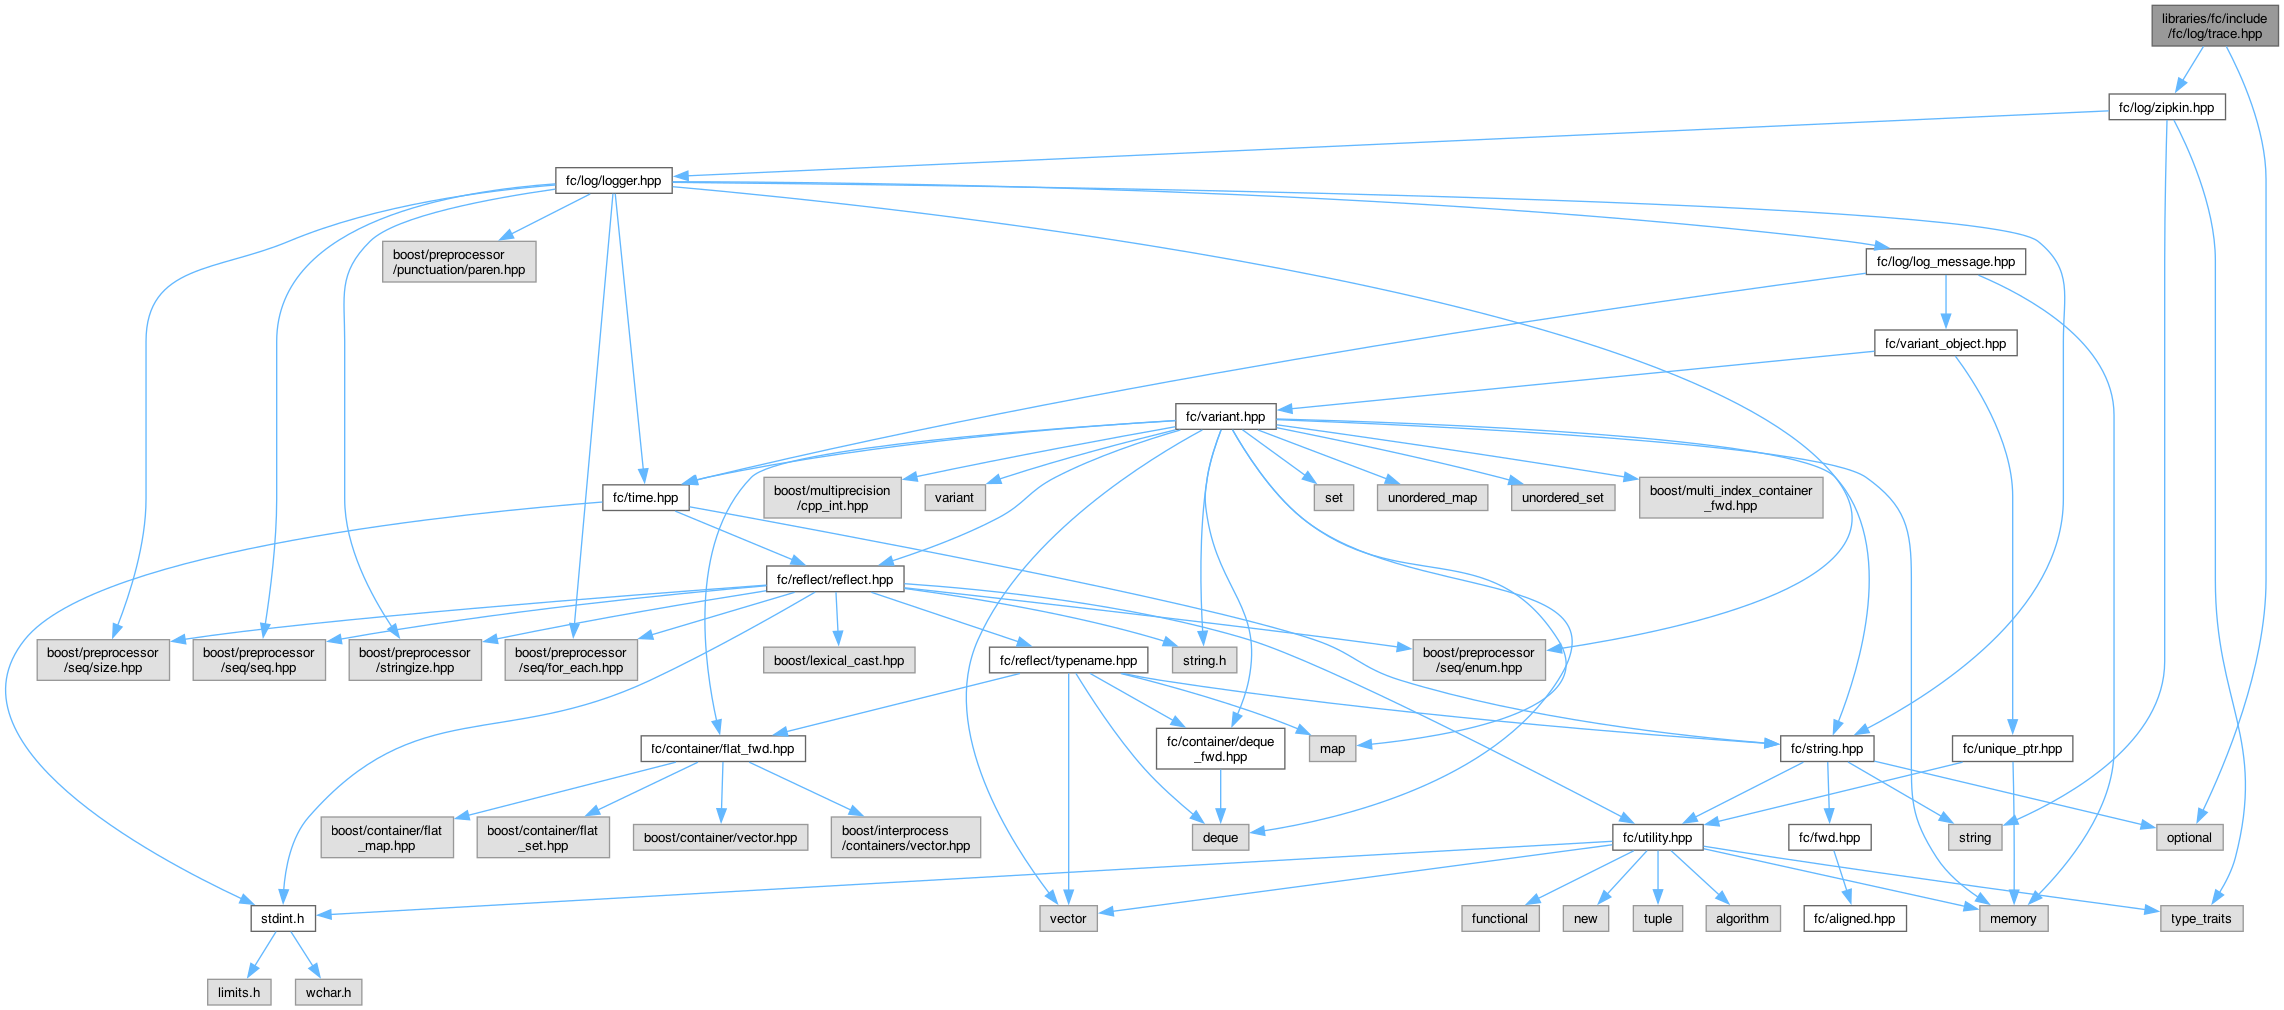 libraries/fc/include
/fc/log/trace.hpp
fc/log/zipkin.hpp
fc/log/logger.hpp
boost/preprocessor
/punctuation/paren.hpp
fc/log/log_message.hpp
fc/variant_object.hpp
fc/variant.hpp
fc/time.hpp
boost/multiprecision
/cpp_int.hpp
variant
set
unordered_map
unordered_set
boost/multi_index_container
_fwd.hpp
fc/reflect/reflect.hpp
boost/preprocessor
/seq/size.hpp
boost/preprocessor
/seq/seq.hpp
boost/preprocessor
/stringize.hpp
boost/preprocessor
/seq/for_each.hpp
boost/lexical_cast.hpp
fc/reflect/typename.hpp
string.h
boost/preprocessor
/seq/enum.hpp
fc/container/flat_fwd.hpp
fc/container/deque
_fwd.hpp
map
fc/string.hpp
fc/unique_ptr.hpp
boost/container/flat
_map.hpp
boost/container/flat
_set.hpp
boost/container/vector.hpp
boost/interprocess
/containers/vector.hpp
deque
fc/utility.hpp
fc/fwd.hpp
string
optional
stdint.h
vector
functional
new
tuple
algorithm
fc/aligned.hpp
memory
type_traits
limits.h
wchar.h